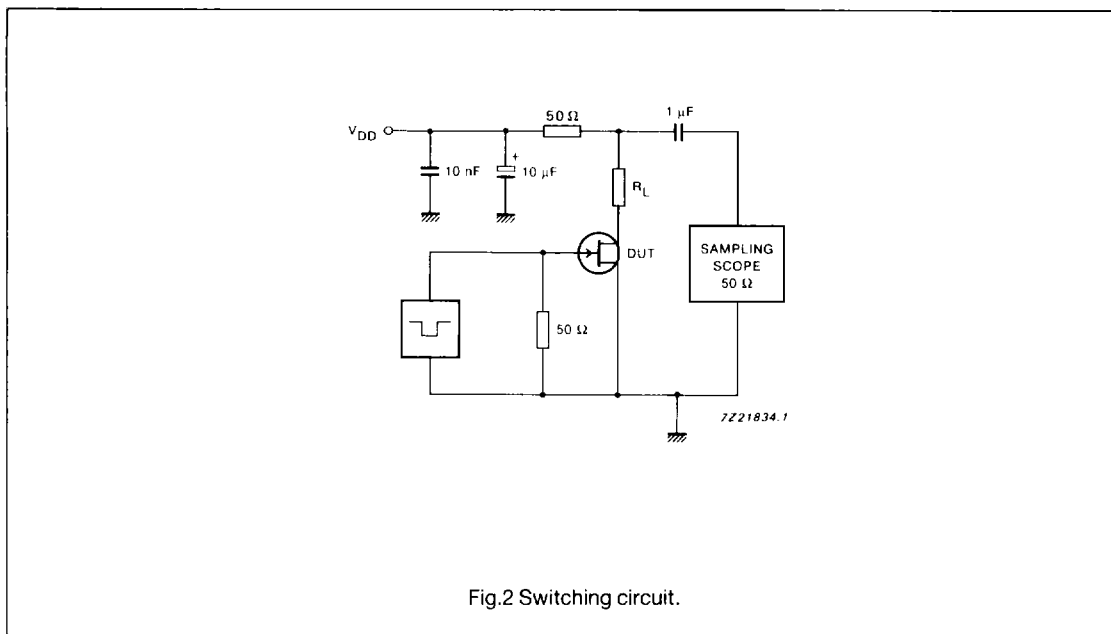 50 Ω
1 μF
V_DD
10 nF
+
10 μF
R_L
DUT
SAMPLING
SCOPE
50 Ω
50 Ω
7Z21834.1
Fig.2 Switching circuit.